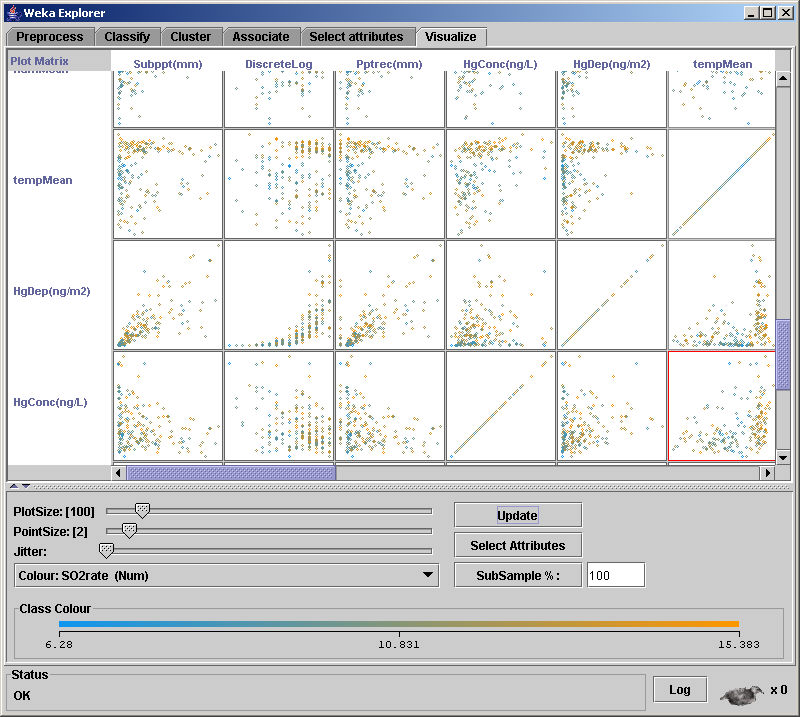 Weka Explorer
Preprocess Classify Cluster Associate Select attributes Visualize
Plot Matrix Subppt(mm) DiscreteLog Pptrec(mm) HgConc(ng/L) HgDep(ng/m2) tempMean
tempMean
HgDep(ng/m2)
HgConc(ng/L)
PlotSize: [100]
Update
PointSize: [2]
Jitter:
Select Attributes
Colour: SO2rate (Num)
SubSample % :
100
Class Colour
6.28 10.831 15.383
Status
OK
Log
x 0